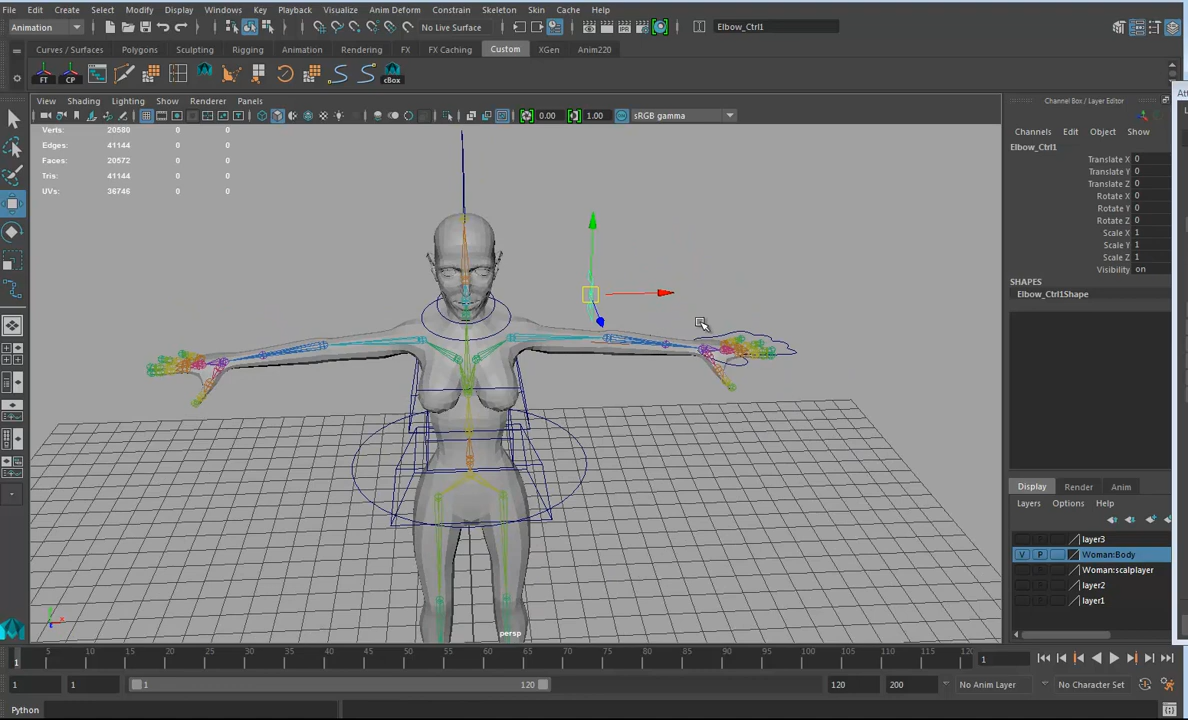 File Edit Create Select Modify Display Windows Key Playback Visualize Anim Deform Constrain Skeleton Skin Cache Help
Animation No Live Surface Elbow_Ctrl1
Curves / Surfaces Polygons Sculpting Rigging Animation Rendering FX FX Caching Custom XGen Anim220
FT CP cBox
View Shading Lighting Show Renderer Panels
0.00 1.00 sRGB gamma
Verts: 20580 0 0
Edges: 41144 0 0
Faces: 20572 0 0
Tris: 41144 0 0
UVs: 36746 0 0
persp
Channel Box / Layer Editor
Channels Edit Object Show
Elbow_Ctrl1
Translate X 0
Translate Y 0
Translate Z 0
Rotate X 0
Rotate Y 0
Rotate Z 0
Scale X 1
Scale Y 1
Scale Z 1
Visibility on
SHAPES
Elbow_Ctrl1Shape
Display Render Anim
Layers Options Help
layer3
V P Woman:Body
Woman:scalplayer
layer2
layer1
5 10 15 20 25 30 35 40 45 50 55 60 65 70 75 80 85 90 95 100 105 110 115 120
1 1
1 1 1 120 120 200 No Anim Layer No Character Set
Python